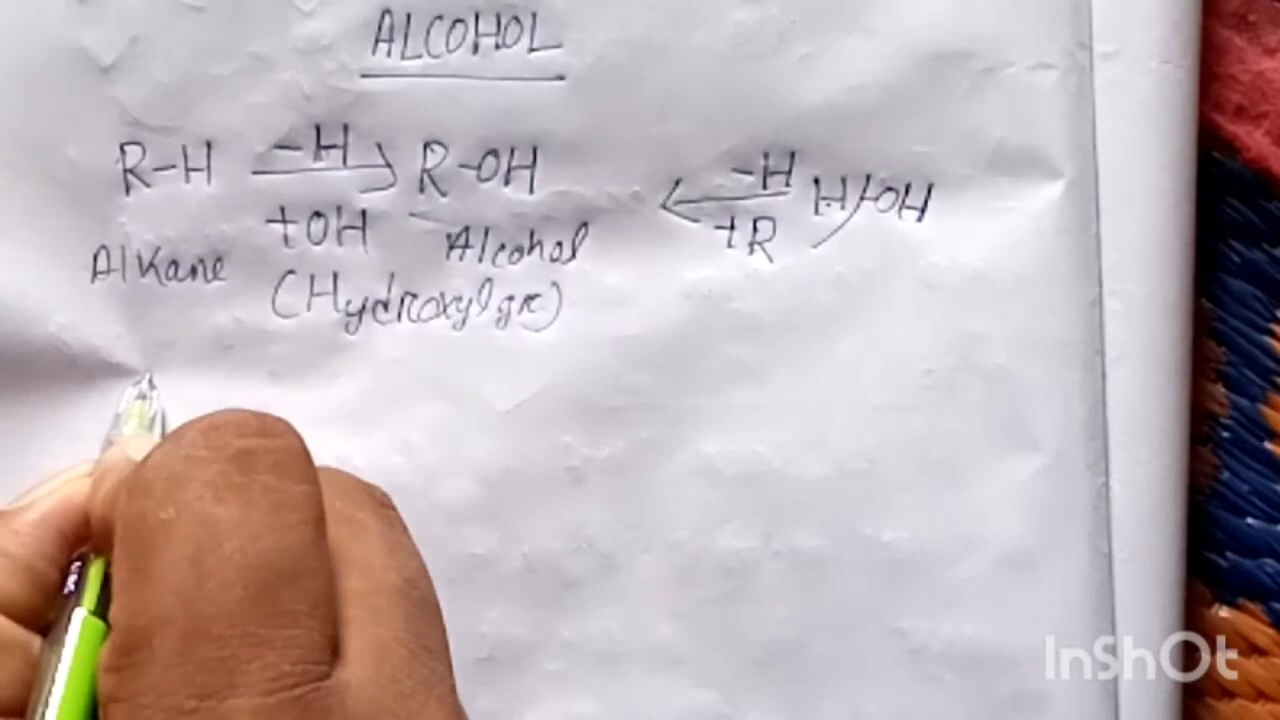 ALCOHOL
R-H -H R-OH -H H/-OH
+OH +R
Alkane Alcohol
(Hydroxyl gr)
InShOt